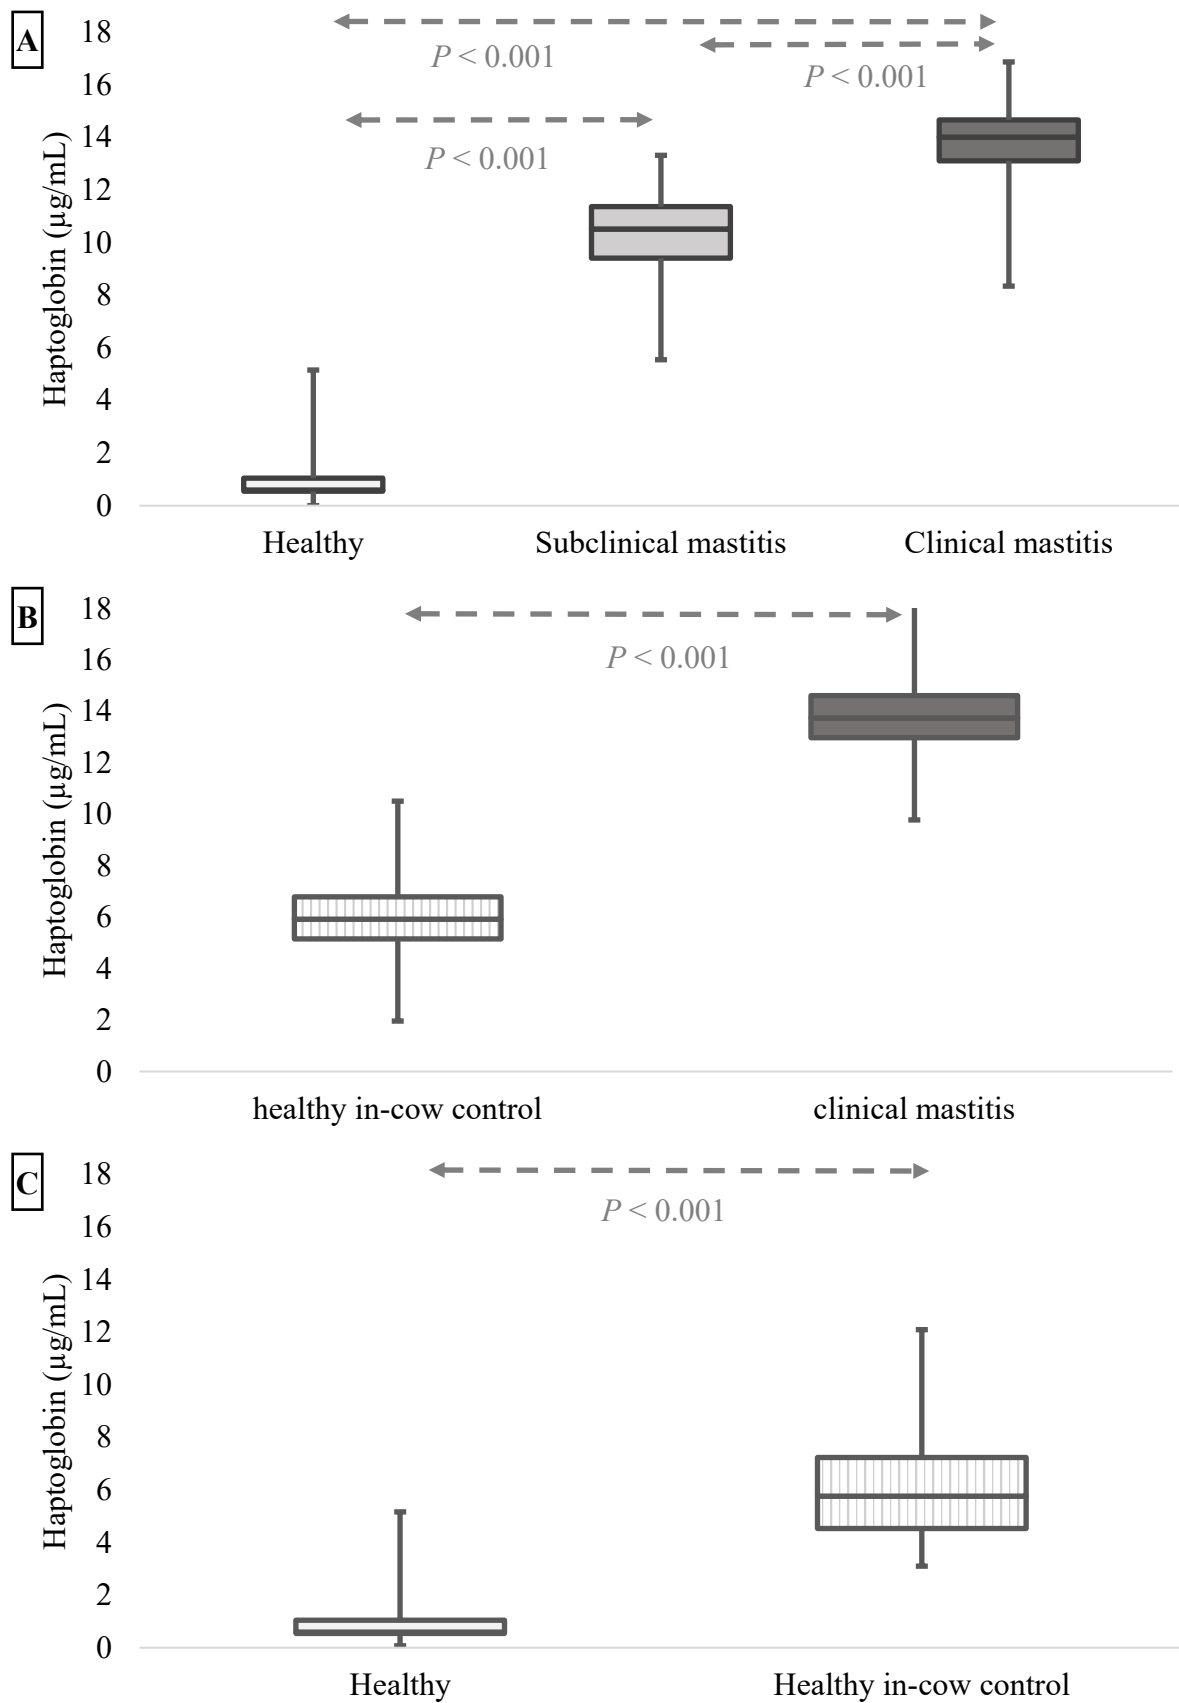 A
18
P < 0.001
P < 0.001
16
14
P < 0.001
12
10
8
6
4
2
0
Haptoglobin (µg/mL)
Healthy
Subclinical mastitis
Clinical mastitis
B
18
P < 0.001
16
14
12
10
8
6
4
2
0
Haptoglobin (µg/mL)
healthy in-cow control
clinical mastitis
C
18
P < 0.001
16
14
12
10
8
6
4
2
0
Haptoglobin (µg/mL)
Healthy
Healthy in-cow control